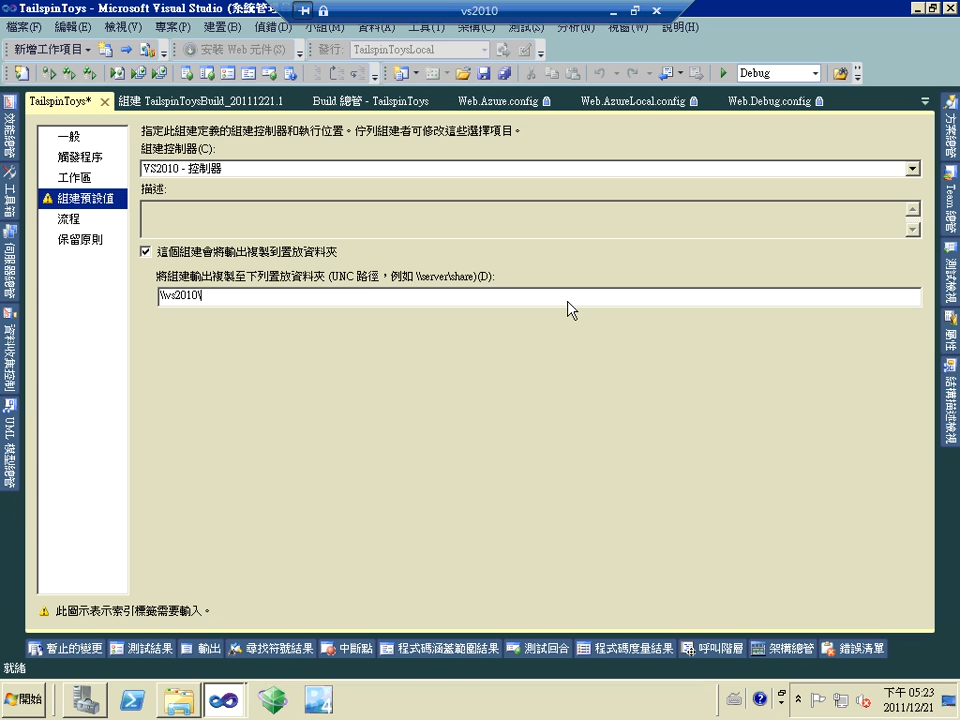 TailspinToys - Microsoft Visual Studio (系統管理
vs2010
檔案(F) 編輯(E) 檢視(V) 專案(P) 建置(B) 偵錯(D) 小組(M) 資料(A) 工具(T) 架構(C) 測試(S) 分析(N) 視窗(W) 說明(H)
新增工作項目 安裝 Web 元件(S) 發行: TailspinToysLocal
Debug
TailspinToys* 組建 TailspinToysBuild_20111221.1 Build 總管 - TailspinToys Web.Azure.config Web.AzureLocal.config Web.Debug.config
效能總管
工具箱
伺服器總管
資料收集控制
UML 模型總管
一般
觸發程序
工作區
組建預設值
流程
保留原則
指定此組建定義的組建控制器和執行位置。佇列組建者可修改這些選擇項目。
組建控制器(C):
VS2010 - 控制器
描述:
這個組建會將輸出複製到置放資料夾
將組建輸出複製至下列置放資料夾 (UNC 路徑，例如 \\server\share)(D):
\\vs2010\
此圖示表示索引標籤需要輸入。
方案總管
Team 總管
測試檢視
屬性
結構描述檢視
暫止的變更 測試結果 輸出 尋找符號結果 中斷點 程式碼涵蓋範圍結果 測試回合 程式碼度量結果 呼叫階層 架構總管 錯誤清單
就緒
開始
下午 05:23
2011/12/21